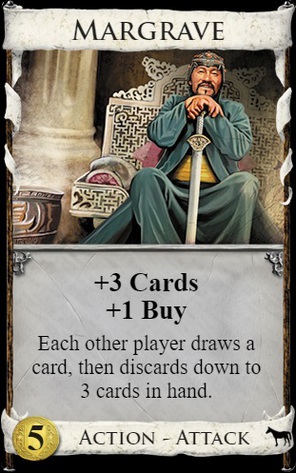 MARGRAVE
+3 Cards
+1 Buy
Each other player draws a
card, then discards down to
3 cards in hand.
5 ACTION - ATTACK